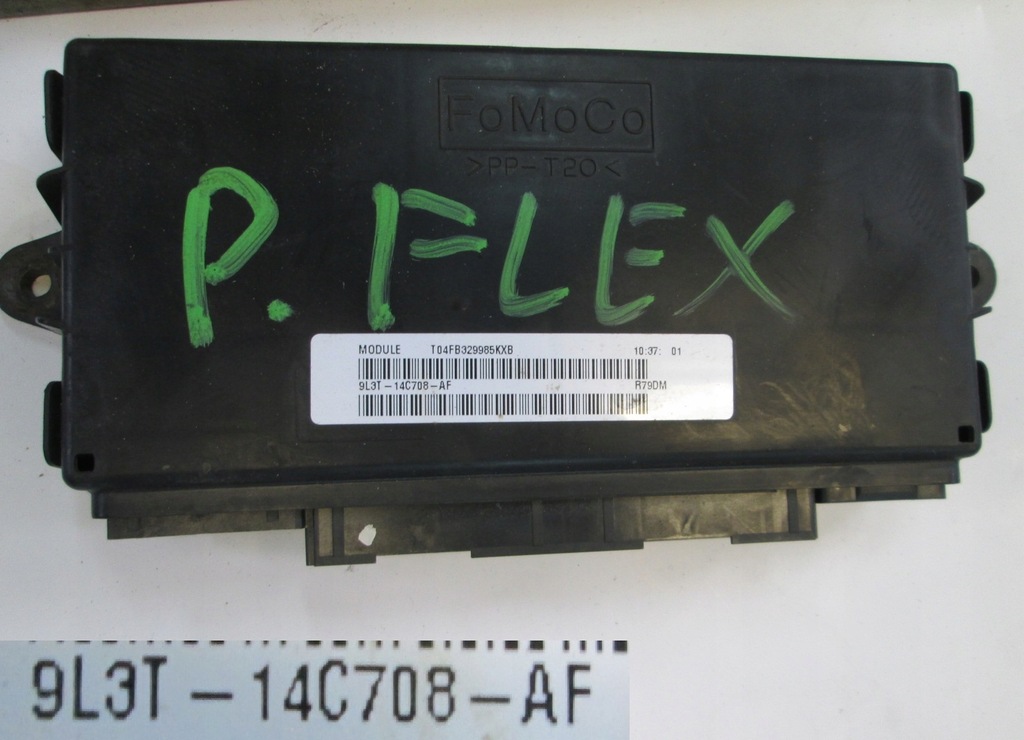 FoMoCo
>PP-T20<
P. FLEX
MODULE T04FB329985KXB 10:37: 01
9L3T-14C708-AF R79DM
9L3T-14C708-AF